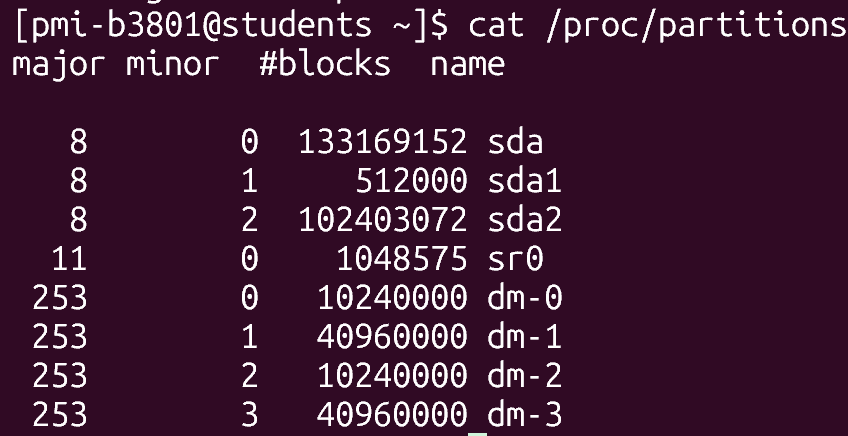 [pmi-b3801@students ~]$ cat /proc/partitions
major minor  #blocks  name
8        0  133169152 sda
8        1     512000 sda1
8        2  102403072 sda2
11        0    1048575 sr0
253        0   10240000 dm-0
253        1   40960000 dm-1
253        2   10240000 dm-2
253        3   40960000 dm-3